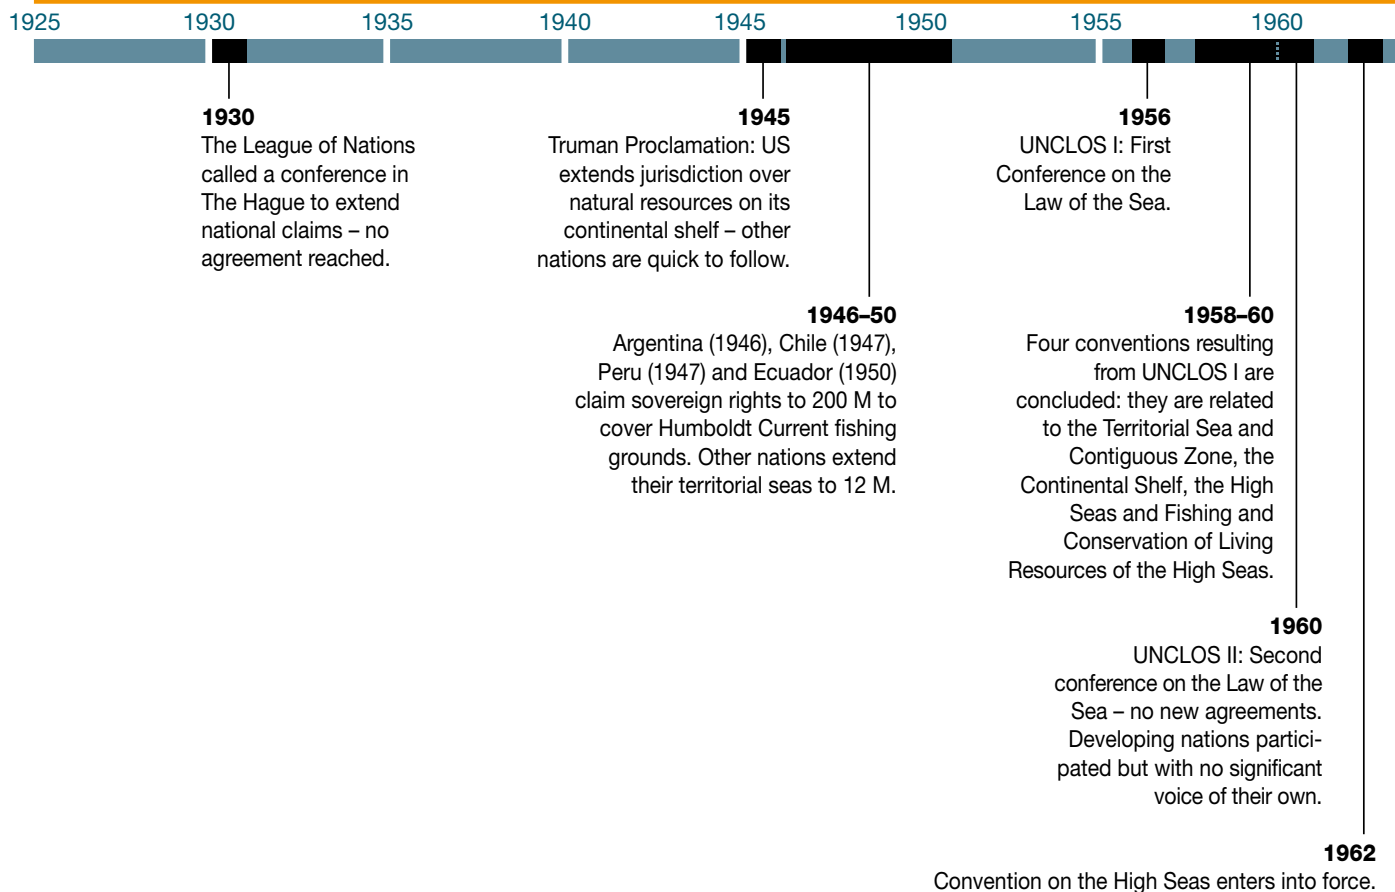 1925 1930 1935 1940 1945 1950 1955 1960
1930
The League of Nations
called a conference in
The Hague to extend
national claims – no
agreement reached.
1945
Truman Proclamation: US
extends jurisdiction over
natural resources on its
continental shelf – other
nations are quick to follow.
1956
UNCLOS I: First
Conference on the
Law of the Sea.
1946–50
Argentina (1946), Chile (1947),
Peru (1947) and Ecuador (1950)
claim sovereign rights to 200 M to
cover Humboldt Current fishing
grounds. Other nations extend
their territorial seas to 12 M.
1958–60
Four conventions resulting
from UNCLOS I are
concluded: they are related
to the Territorial Sea and
Contiguous Zone, the
Continental Shelf, the High
Seas and Fishing and
Conservation of Living
Resources of the High Seas.
1960
UNCLOS II: Second
conference on the Law of the
Sea – no new agreements.
Developing nations partici-
pated but with no significant
voice of their own.
1962
Convention on the High Seas enters into force.